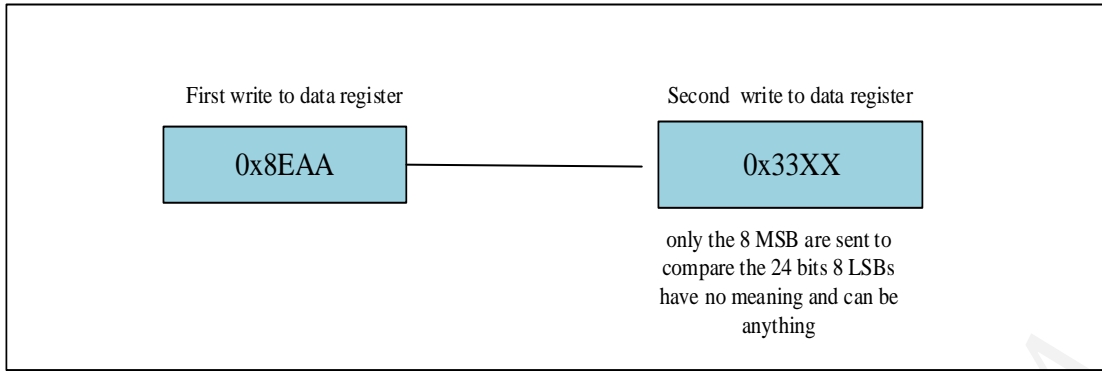 First write to data register
0x8EAA
Second write to data register
0x33XX
only the 8 MSB are sent to
compare the 24 bits 8 LSBs
have no meaning and can be
anything